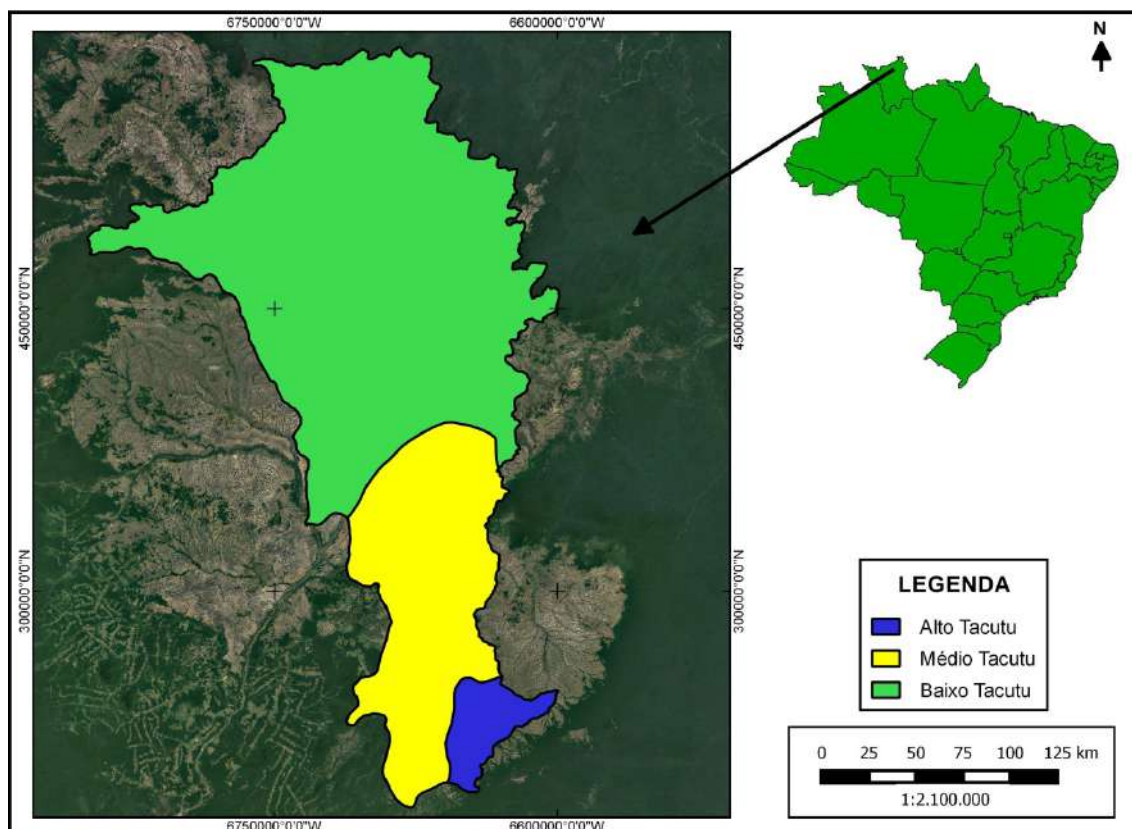 6750000°0'0"W
6600000°0'0"W
N
450000°0'0"N
450000°0'0"N
300000°0'0"N
300000°0'0"N
LEGENDA
Alto Tacutu
Médio Tacutu
Baixo Tacutu
0 25 50 75 100 125 km
1:2.100.000
6750000°0'0"W
6600000°0'0"W